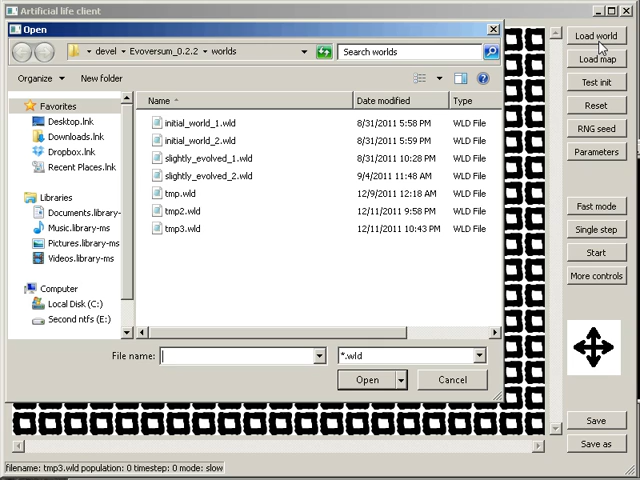 Artificial life client
Open
devel
Evoversum_0.2.2
worlds
Search worlds
Organize
New folder
Favorites
Desktop.lnk
Downloads.lnk
Dropbox.lnk
Recent Places.lnk
Libraries
Documents.library-
Music.library-ms
Pictures.library-ms
Videos.library-ms
Computer
Local Disk (C:)
Second ntfs (E:)
Name Date modified Type
initial_world_1.wld 8/31/2011 5:58 PM WLD File
initial_world_2.wld 8/31/2011 5:59 PM WLD File
slightly_evolved_1.wld 8/31/2011 10:28 PM WLD File
slightly_evolved_2.wld 9/4/2011 11:48 AM WLD File
tmp.wld 12/9/2011 12:18 AM WLD File
tmp2.wld 12/11/2011 9:58 PM WLD File
tmp3.wld 12/11/2011 10:43 PM WLD File
File name:
*.wld
Open
Cancel
Load world
Load map
Test init
Reset
RNG seed
Parameters
Fast mode
Single step
Start
More controls
Save
Save as
filename: tmp3.wld population: 0 timestep: 0 mode: slow